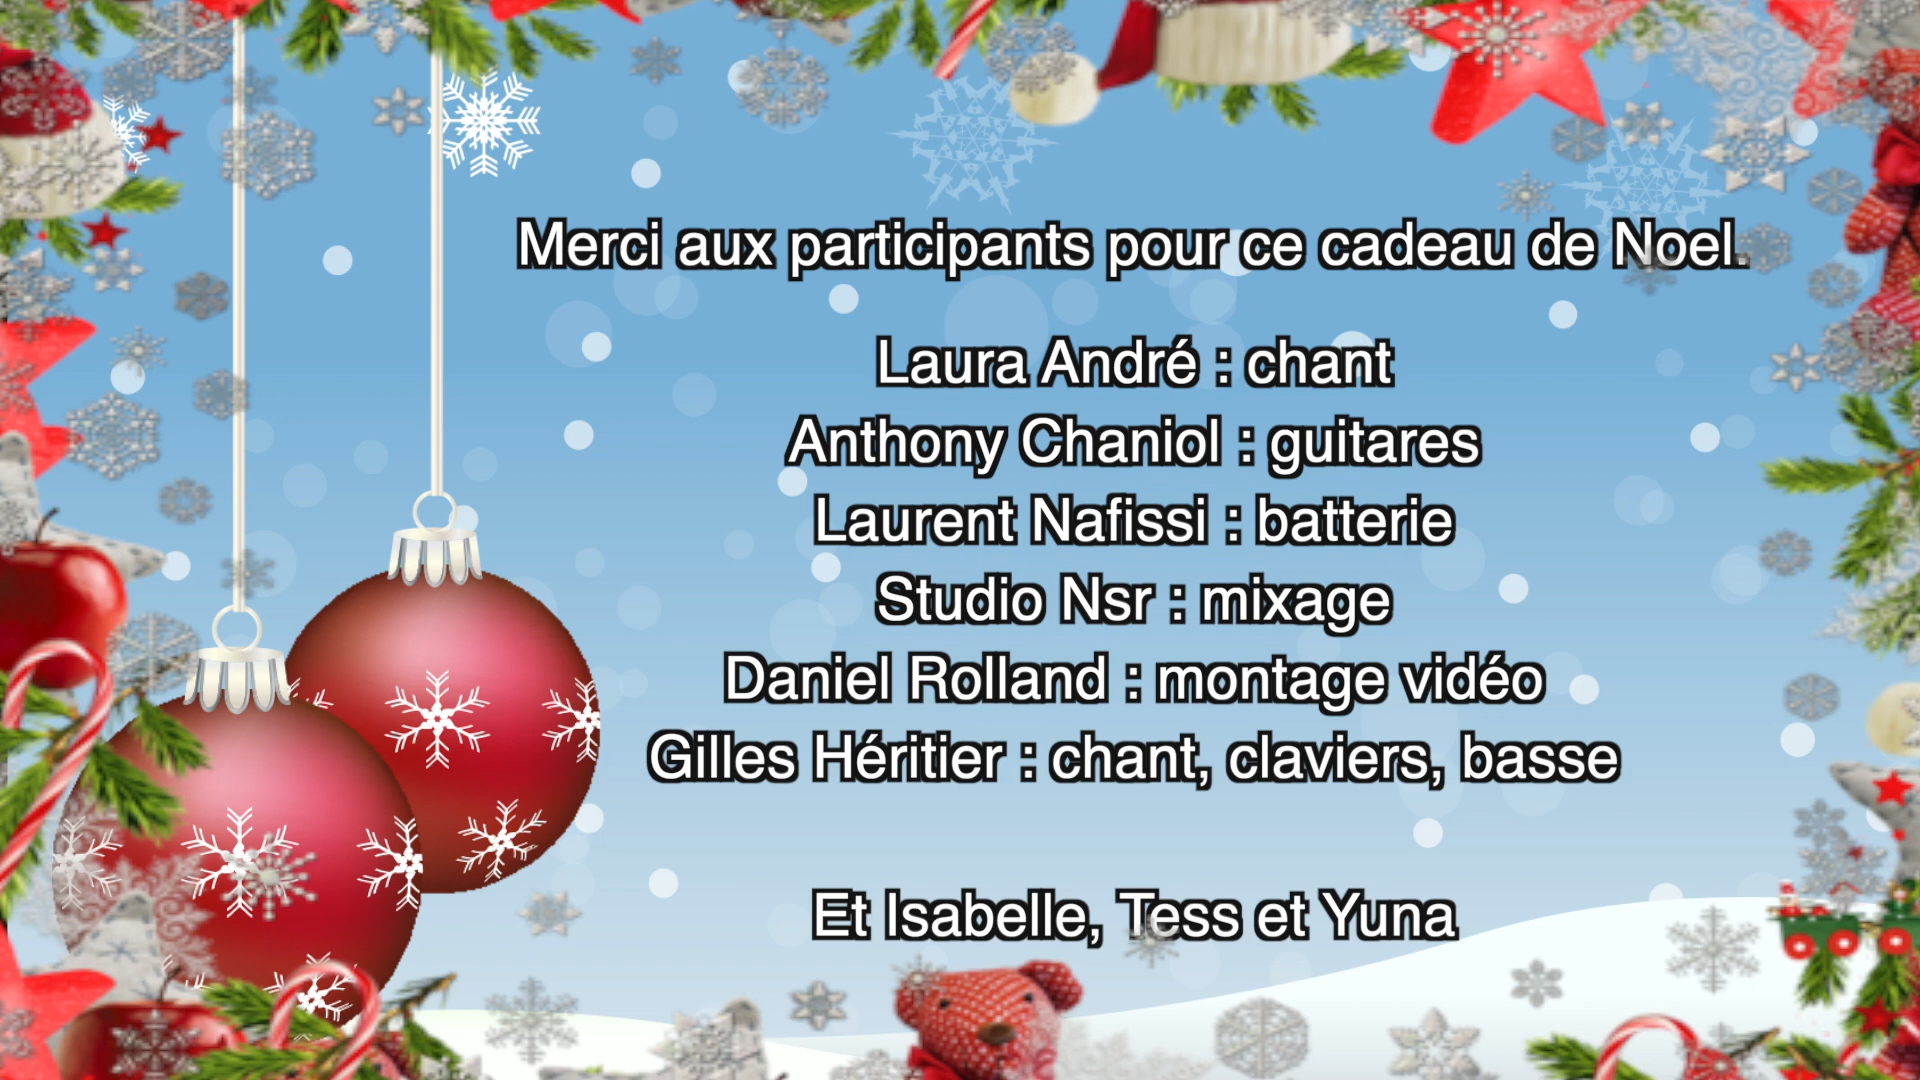 Merci aux participants pour ce cadeau de Noel.
Laura André : chant
Anthony Chaniol : guitares
Laurent Nafissi : batterie
Studio Nsr : mixage
Daniel Rolland : montage vidéo
Gilles Héritier : chant, claviers, basse
Et Isabelle, Tess et Yuna